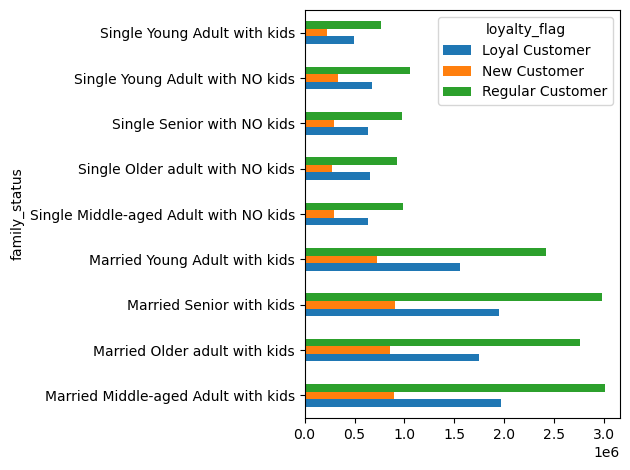 Single Young Adult with kids
Single Young Adult with NO kids
Single Senior with NO kids
Single Older adult with NO kids
Single Middle-aged Adult with NO kids
Married Young Adult with kids
Married Senior with kids
Married Older adult with kids
Married Middle-aged Adult with kids
family_status
loyalty_flag
Loyal Customer
New Customer
Regular Customer
0.0 0.5 1.0 1.5 2.0 2.5 3.0
1e6